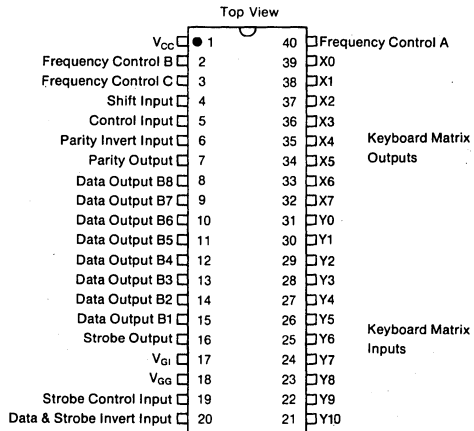 Top View
V_CC 1 40 Frequency Control A
Frequency Control B 2 39 X0
Frequency Control C 3 38 X1
Shift Input 4 37 X2
Control Input 5 36 X3
Parity Invert Input 6 35 X4
Keyboard Matrix
Outputs
Parity Output 7 34 X5
Data Output B8 8 33 X6
Data Output B7 9 32 X7
Data Output B6 10 31 Y0
Data Output B5 11 30 Y1
Data Output B4 12 29 Y2
Data Output B3 13 28 Y3
Data Output B2 14 27 Y4
Data Output B1 15 26 Y5
Keyboard Matrix
Inputs
Strobe Output 16 25 Y6
V_GI 17 24 Y7
V_GG 18 23 Y8
Strobe Control Input 19 22 Y9
Data & Strobe Invert Input 20 21 Y10